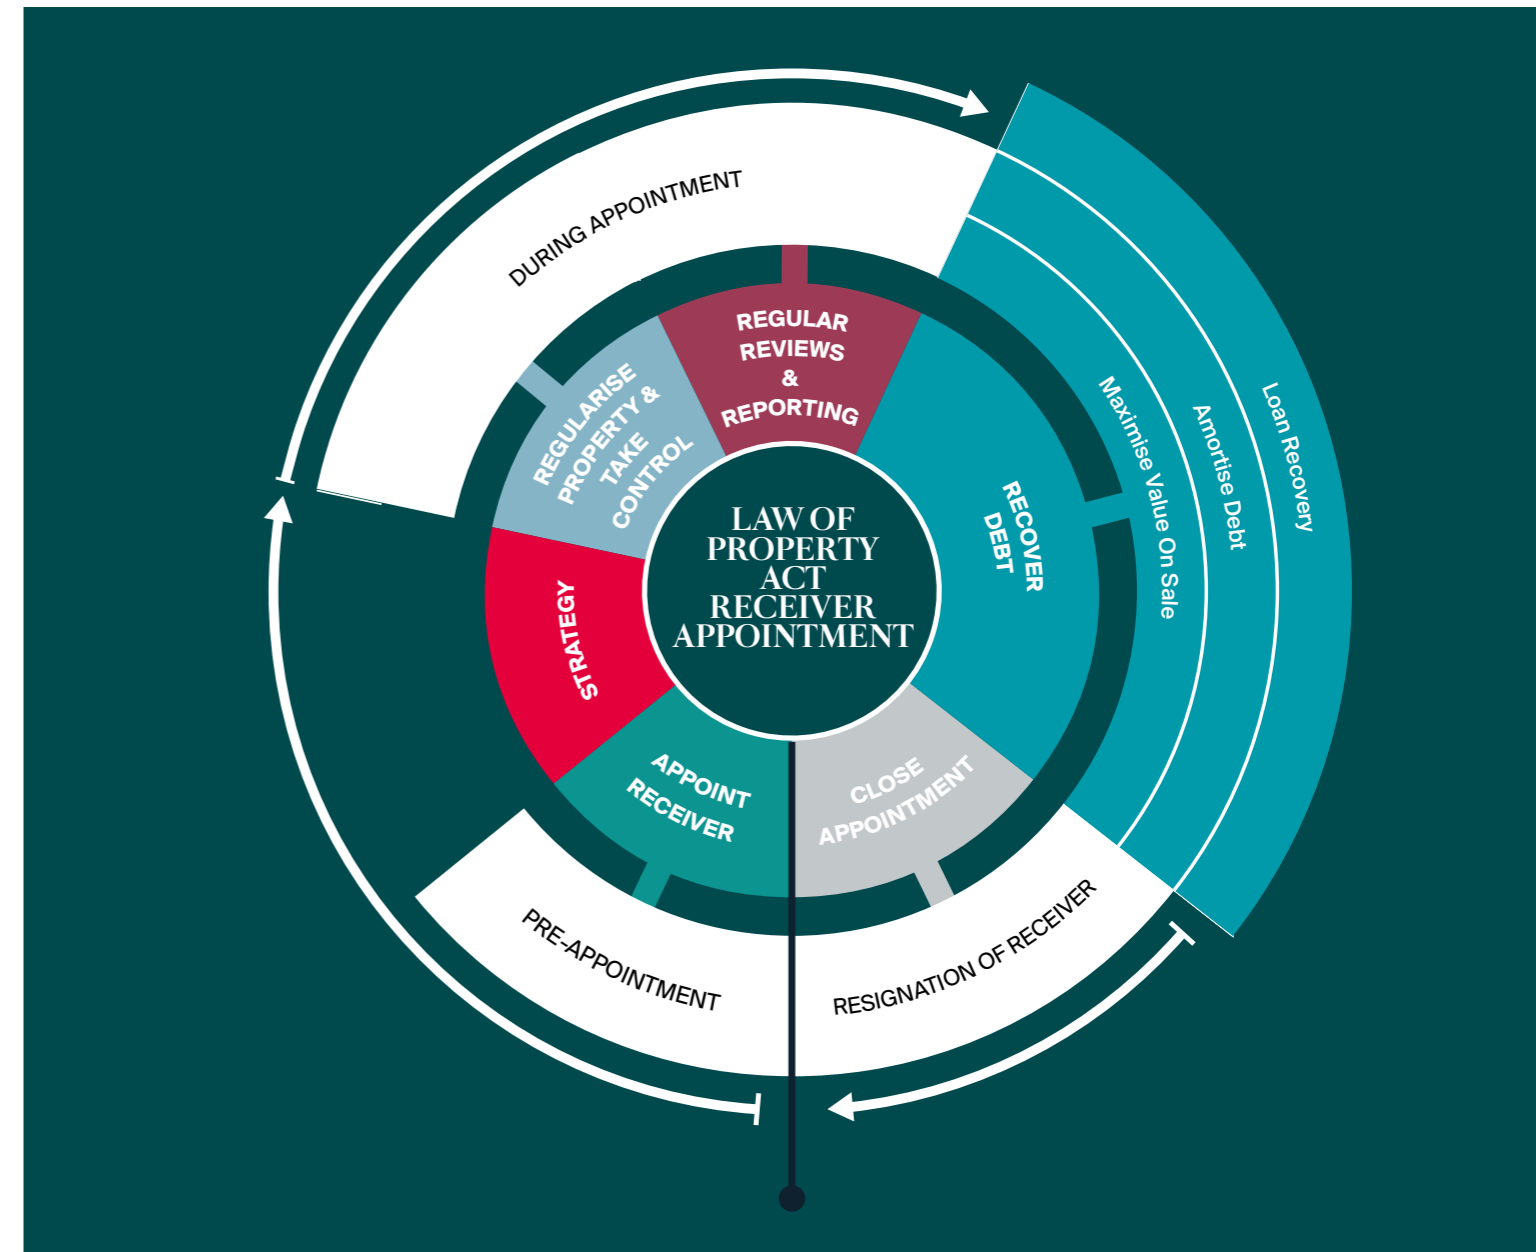 LAW OF
PROPERTY
ACT
RECEIVER
APPOINTMENT
PRE-APPOINTMENT
APPOINT
RECEIVER
STRATEGY
DURING APPOINTMENT
REGULARISE
PROPERTY &
TAKE
CONTROL
REGULAR
REVIEWS
&
REPORTING
RECOVER
DEBT
Maximise Value On Sale
Amortise Debt
Loan Recovery
CLOSE
APPOINTMENT
RESIGNATION OF RECEIVER